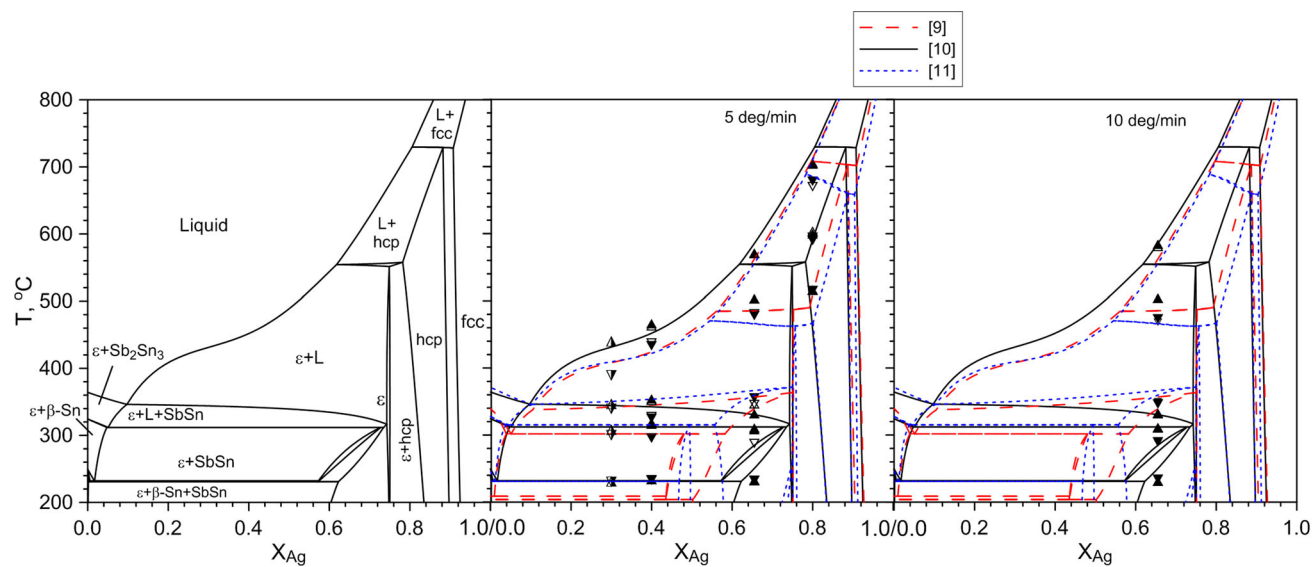 [9]
[10]
[11]
800
700
600
500
400
300
200
T, °C
L+
fcc
Liquid
L+
hcp
ε+Sb₂Sn₃
ε+L
hcp
fcc
ε
ε+β-Sn
ε+L+SbSn
ε+hcp
ε+SbSn
ε+β-Sn+SbSn
5 deg/min
10 deg/min
0.0 0.2 0.4 0.6 0.8 1.0/0.0 0.2 0.4 0.6 0.8 1.0/0.0 0.2 0.4 0.6 0.8 1.0
X_Ag X_Ag X_Ag